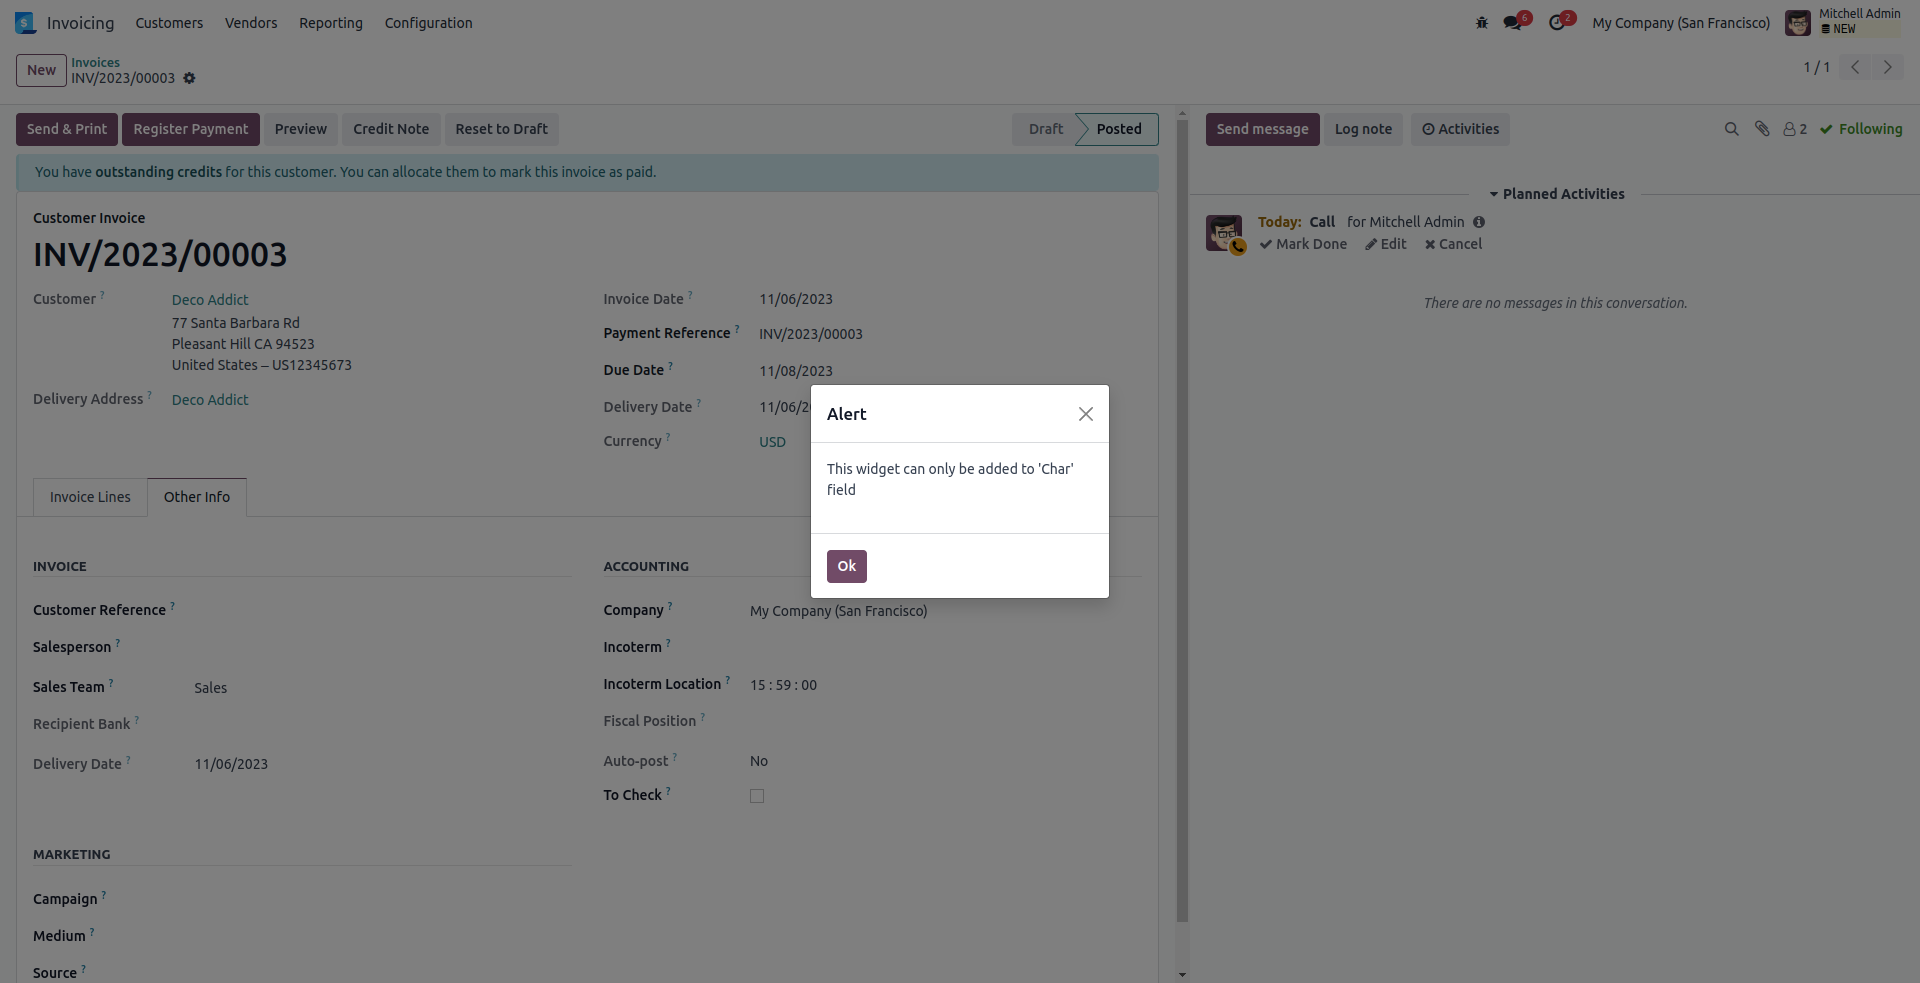 Invoicing Customers Vendors Reporting Configuration 6 2 My Company (San Francisco) Mitchell Admin
NEW
New Invoices
INV/2023/00003
1 / 1
Send & Print Register Payment Preview Credit Note Reset to Draft Draft Posted
You have outstanding credits for this customer. You can allocate them to mark this invoice as paid.
Customer Invoice
INV/2023/00003
Customer ? Deco Addict
77 Santa Barbara Rd
Pleasant Hill CA 94523
United States – US12345673
Delivery Address ? Deco Addict
Invoice Date ? 11/06/2023
Payment Reference ? INV/2023/00003
Due Date ? 11/08/2023
Delivery Date ? 11/06/2
Currency ? USD
Invoice Lines Other Info
INVOICE
Customer Reference ?
Salesperson ?
Sales Team ? Sales
Recipient Bank ?
Delivery Date ? 11/06/2023
ACCOUNTING
Company ? My Company (San Francisco)
Incoterm ?
Incoterm Location ? 15 : 59 : 00
Fiscal Position ?
Auto-post ? No
To Check ?
MARKETING
Campaign ?
Medium ?
Source ?
Alert
This widget can only be added to 'Char'
field
Ok
Send message Log note Activities 2 Following
Planned Activities
Today: Call for Mitchell Admin
Mark Done Edit Cancel
There are no messages in this conversation.